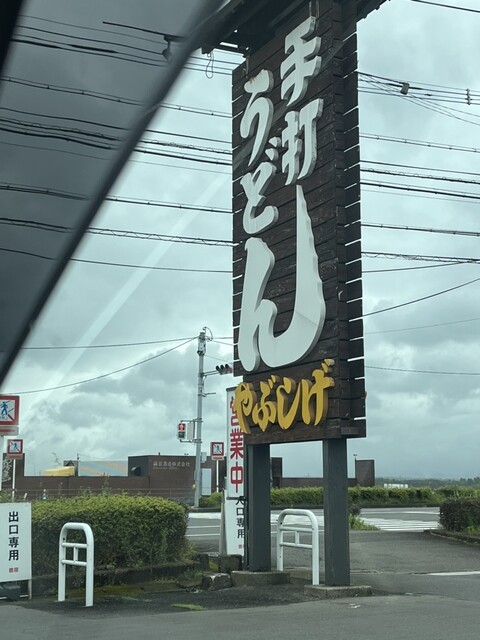 手打
うどん
やぶしげ
営業中
入口専用
出口専用